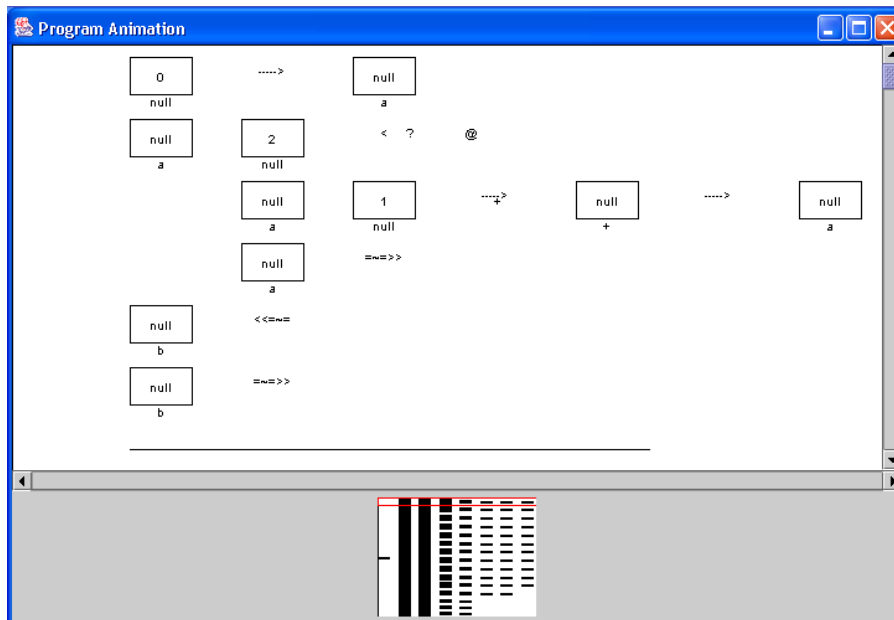 Program Animation
0 -----> null
null a
null 2 < ? @
a null
null 1 -----> + null -----> null
a null + a
null =~=>>
a
null <<=~=
b
null =~=>>
b